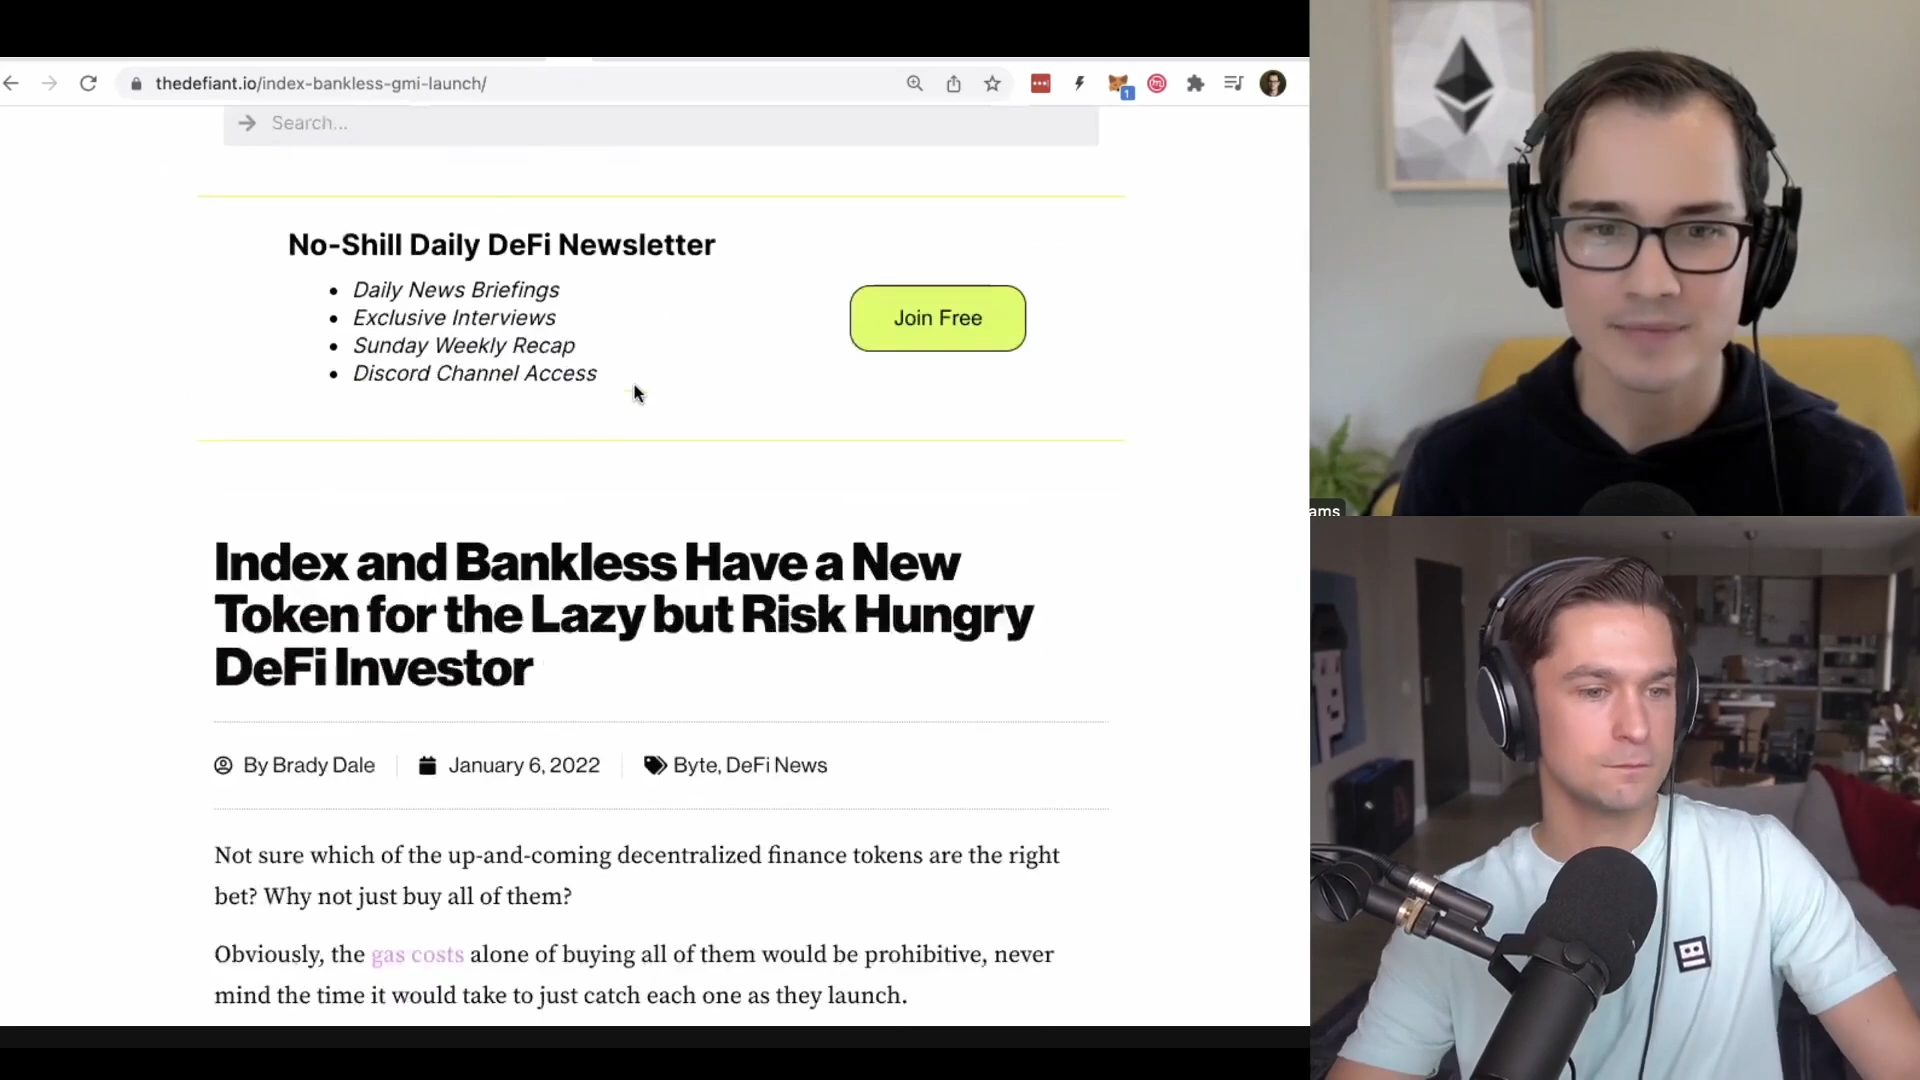 thedefiant.io/index-bankless-gmi-launch/
1
Search...
No-Shill Daily DeFi Newsletter
Daily News Briefings
Exclusive Interviews
Sunday Weekly Recap
Discord Channel Access
Join Free
Index and Bankless Have a New
Token for the Lazy but Risk Hungry
DeFi Investor
By Brady Dale
January 6, 2022
Byte, DeFi News
Not sure which of the up-and-coming decentralized finance tokens are the right
bet? Why not just buy all of them?
Obviously, the gas costs alone of buying all of them would be prohibitive, never
mind the time it would take to just catch each one as they launch.
ams